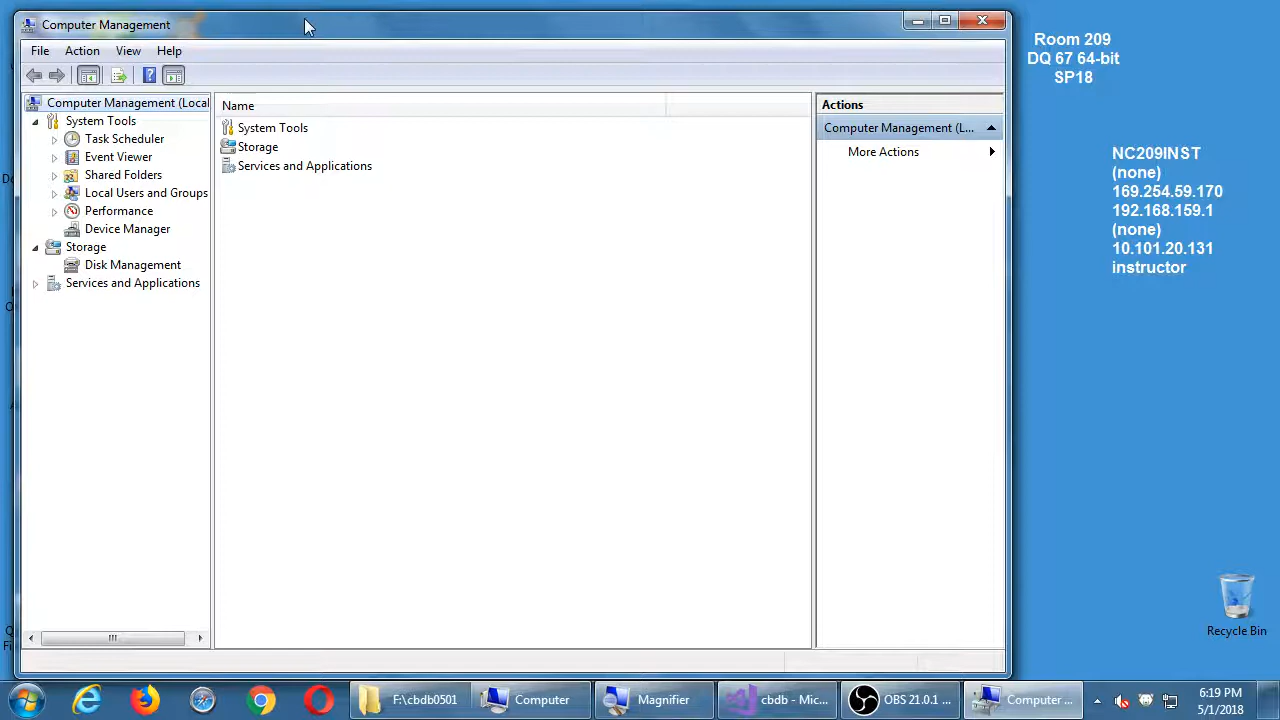 Computer Management
File Action View Help
Computer Management (Local
System Tools
Task Scheduler
Event Viewer
Shared Folders
Local Users and Groups
Performance
Device Manager
Storage
Disk Management
Services and Applications
Name
System Tools
Storage
Services and Applications
Actions
Computer Management (L...
More Actions
Room 209
DQ 67 64-bit
SP18
NC209INST
(none)
169.254.59.170
192.168.159.1
(none)
10.101.20.131
instructor
Recycle Bin
F:\cbdb0501
Computer
Magnifier
cbdb - Mic...
OBS 21.0.1 ...
Computer ...
6:19 PM
5/1/2018